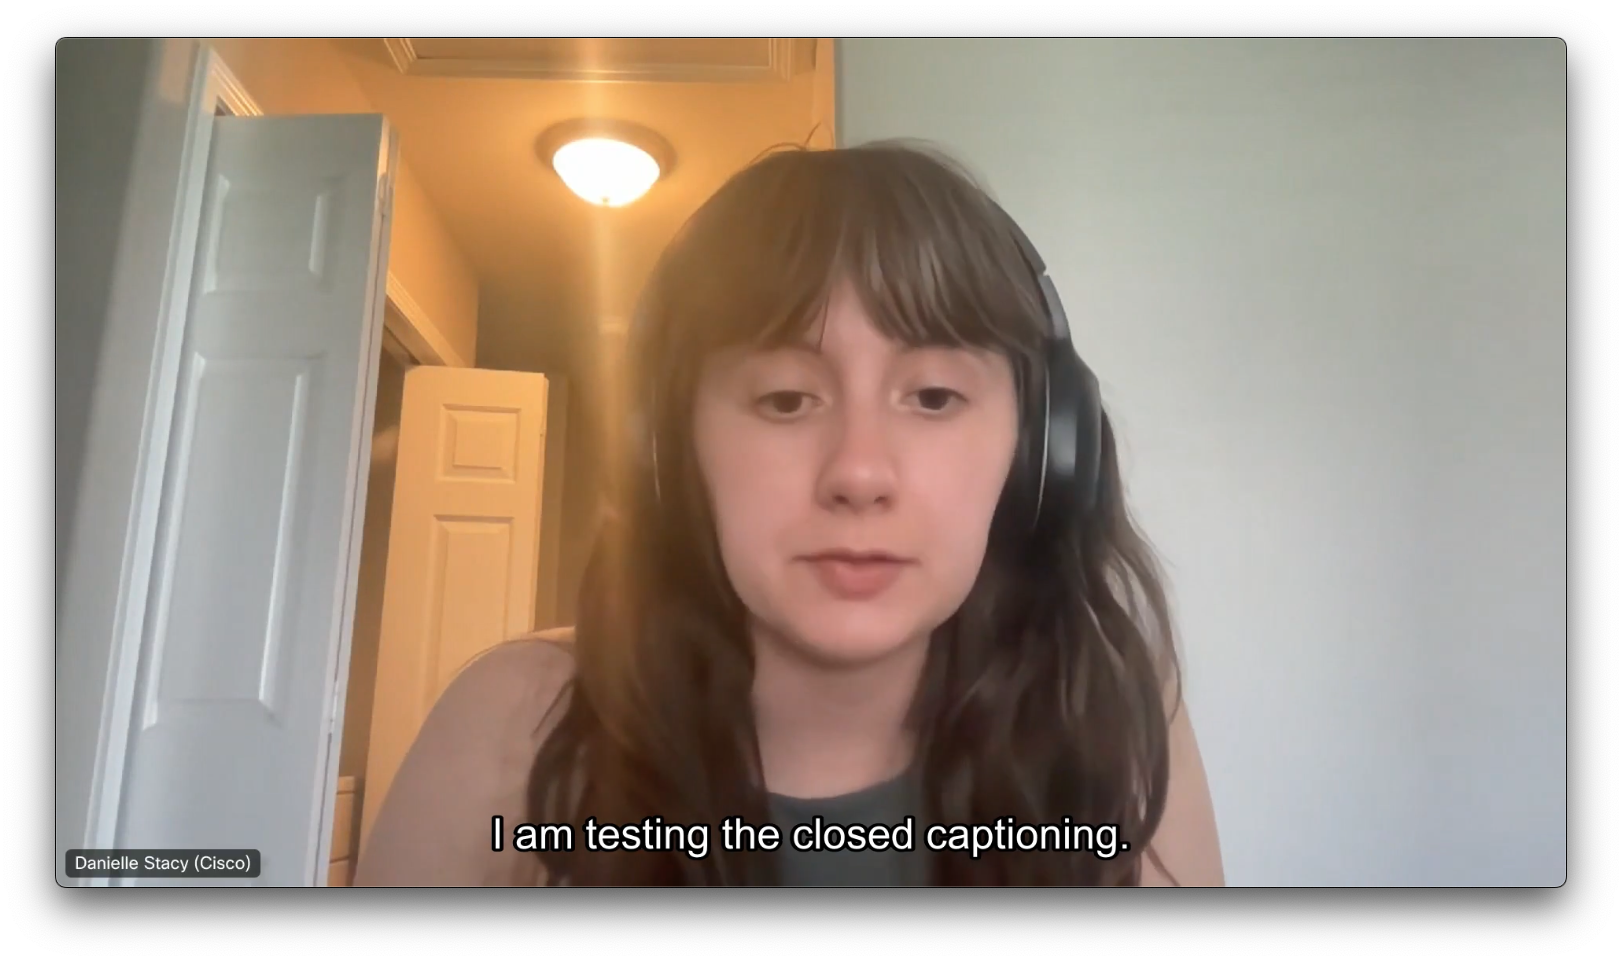 I am testing the closed captioning.
Danielle Stacy (Cisco)